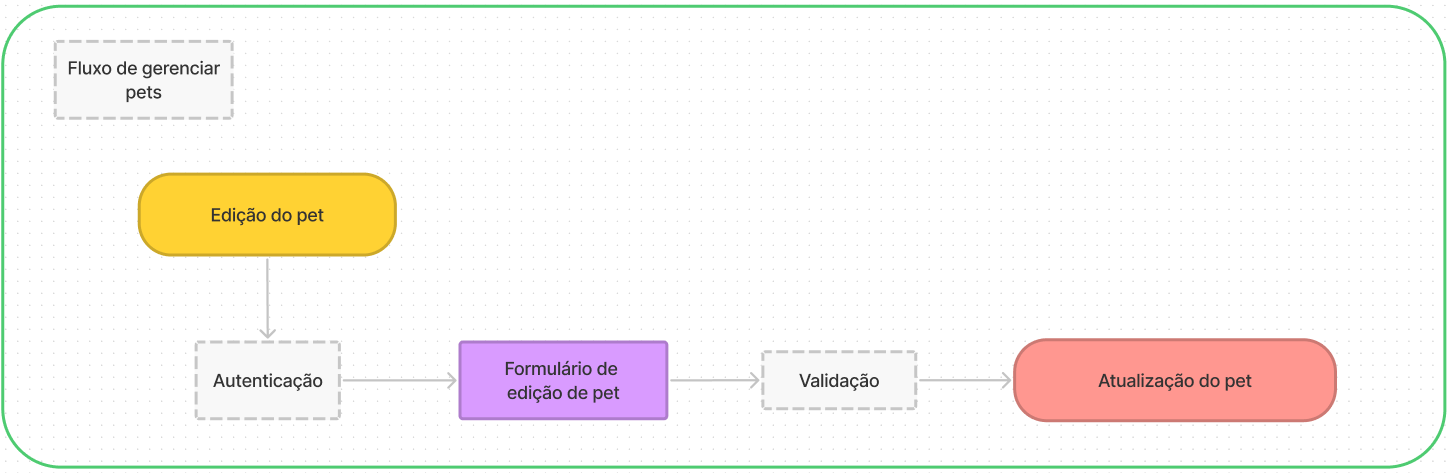 Fluxo de gerenciar
pets
Edição do pet
Autenticação
Formulário de
edição de pet
Validação
Atualização do pet